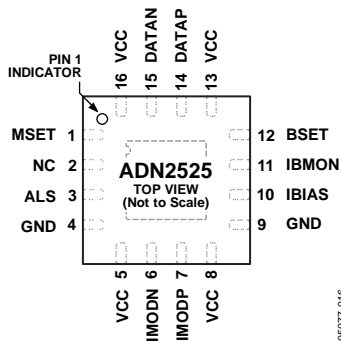 PIN 1
INDICATOR
16 VCC
15 DATAN
14 DATAP
13 VCC
MSET 1
NC 2
ALS 3
GND 4
ADN2525
TOP VIEW
(Not to Scale)
12 BSET
11 IBMON
10 IBIAS
9 GND
VCC 5
IMODN 6
IMODP 7
VCC 8
05077-016